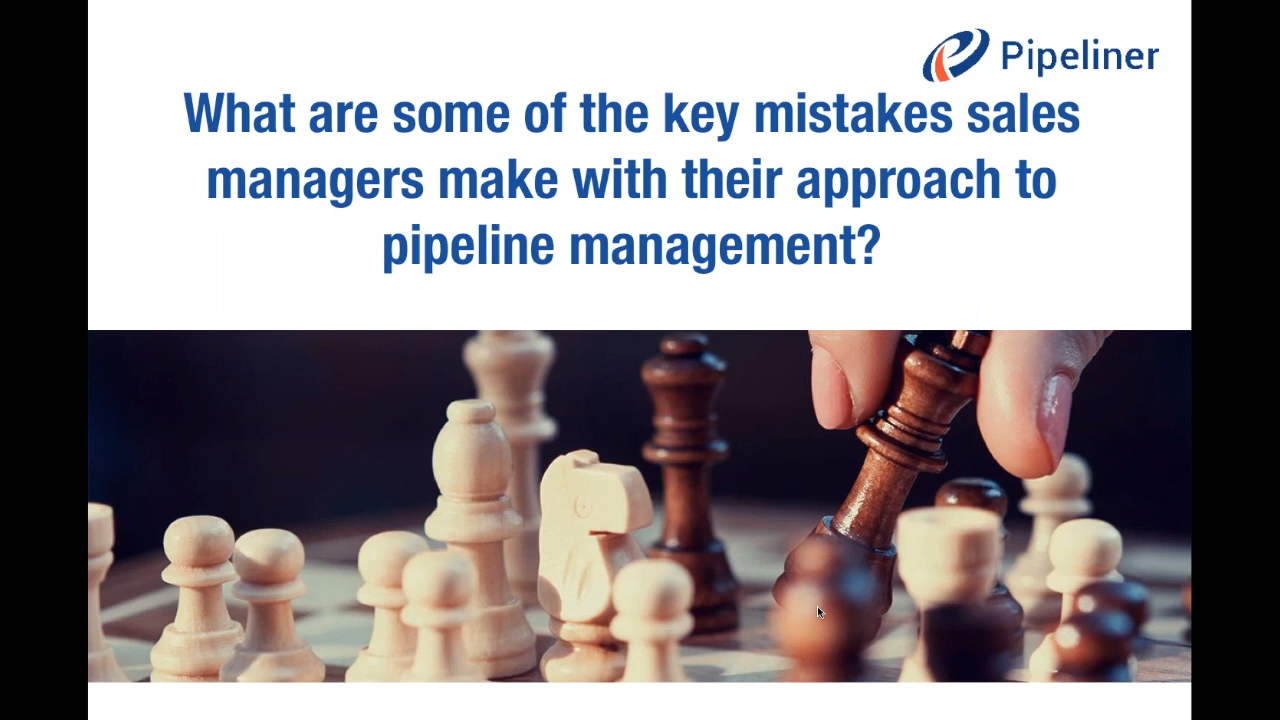 Pipeliner
What are some of the key mistakes sales
managers make with their approach to
pipeline management?